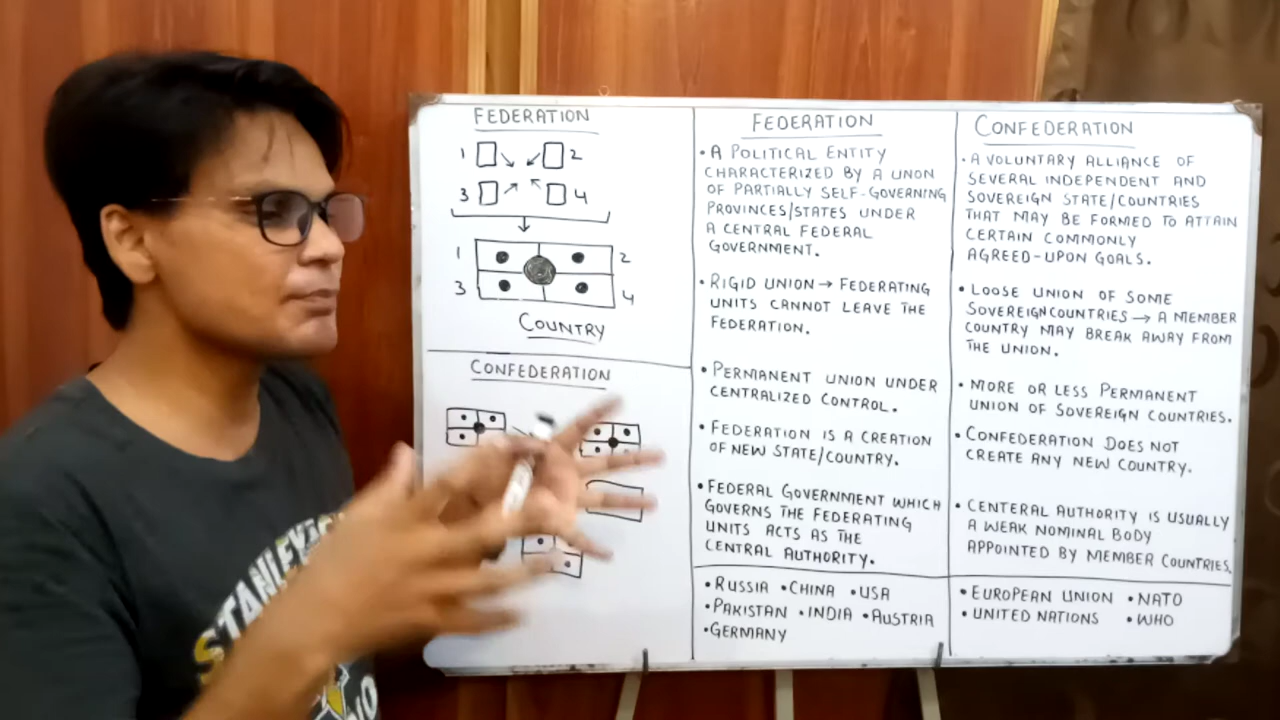 FEDERATION
1 2
3 4
1 2
3 4
COUNTRY
CONFEDERATION
FEDERATION
• A POLITICAL ENTITY
CHARACTERIZED BY A UNON
OF PARTIALLY SELF-GOVERNING
PROVINCES/STATES UNDER
A CENTRAL FEDERAL
GOVERNMENT.
• RIGID UNION → FEDERATING
UNITS CANNOT LEAVE THE
FEDERATION.
• PERMANENT UNION UNDER
CENTRALIZED CONTROL.
• FEDERATION IS A CREATION
OF NEW STATE/COUNTRY.
• FEDERAL GOVERNMENT WHICH
GOVERNS THE FEDERATING
UNITS ACTS AS THE
CENTRAL AUTHORITY.
• RUSSIA • CHINA • USA
• PAKISTAN • INDIA • AUSTRIA
• GERMANY
CONFEDERATION
• A VOLUNTARY ALLIANCE OF
SEVERAL INDEPENDENT AND
SOVEREIGN STATE/COUNTRIES
THAT MAY BE FORMED TO ATTAIN
CERTAIN COMMONLY
AGREED-UPON GOALS.
• LOOSE UNION OF SOME
SOVEREIGN COUNTRIES → A MEMBER
COUNTRY MAY BREAK AWAY FROM
THE UNION.
• MORE OR LESS PERMANENT
UNION OF SOVEREIGN COUNTRIES.
• CONFEDERATION DOES NOT
CREATE ANY NEW COUNTRY.
• CENTERAL AUTHORITY IS USUALLY
A WEAK NOMINAL BODY
APPOINTED BY MEMBER COUNTRIES.
• EUROPEAN UNION • NATO
• UNITED NATIONS • WHO